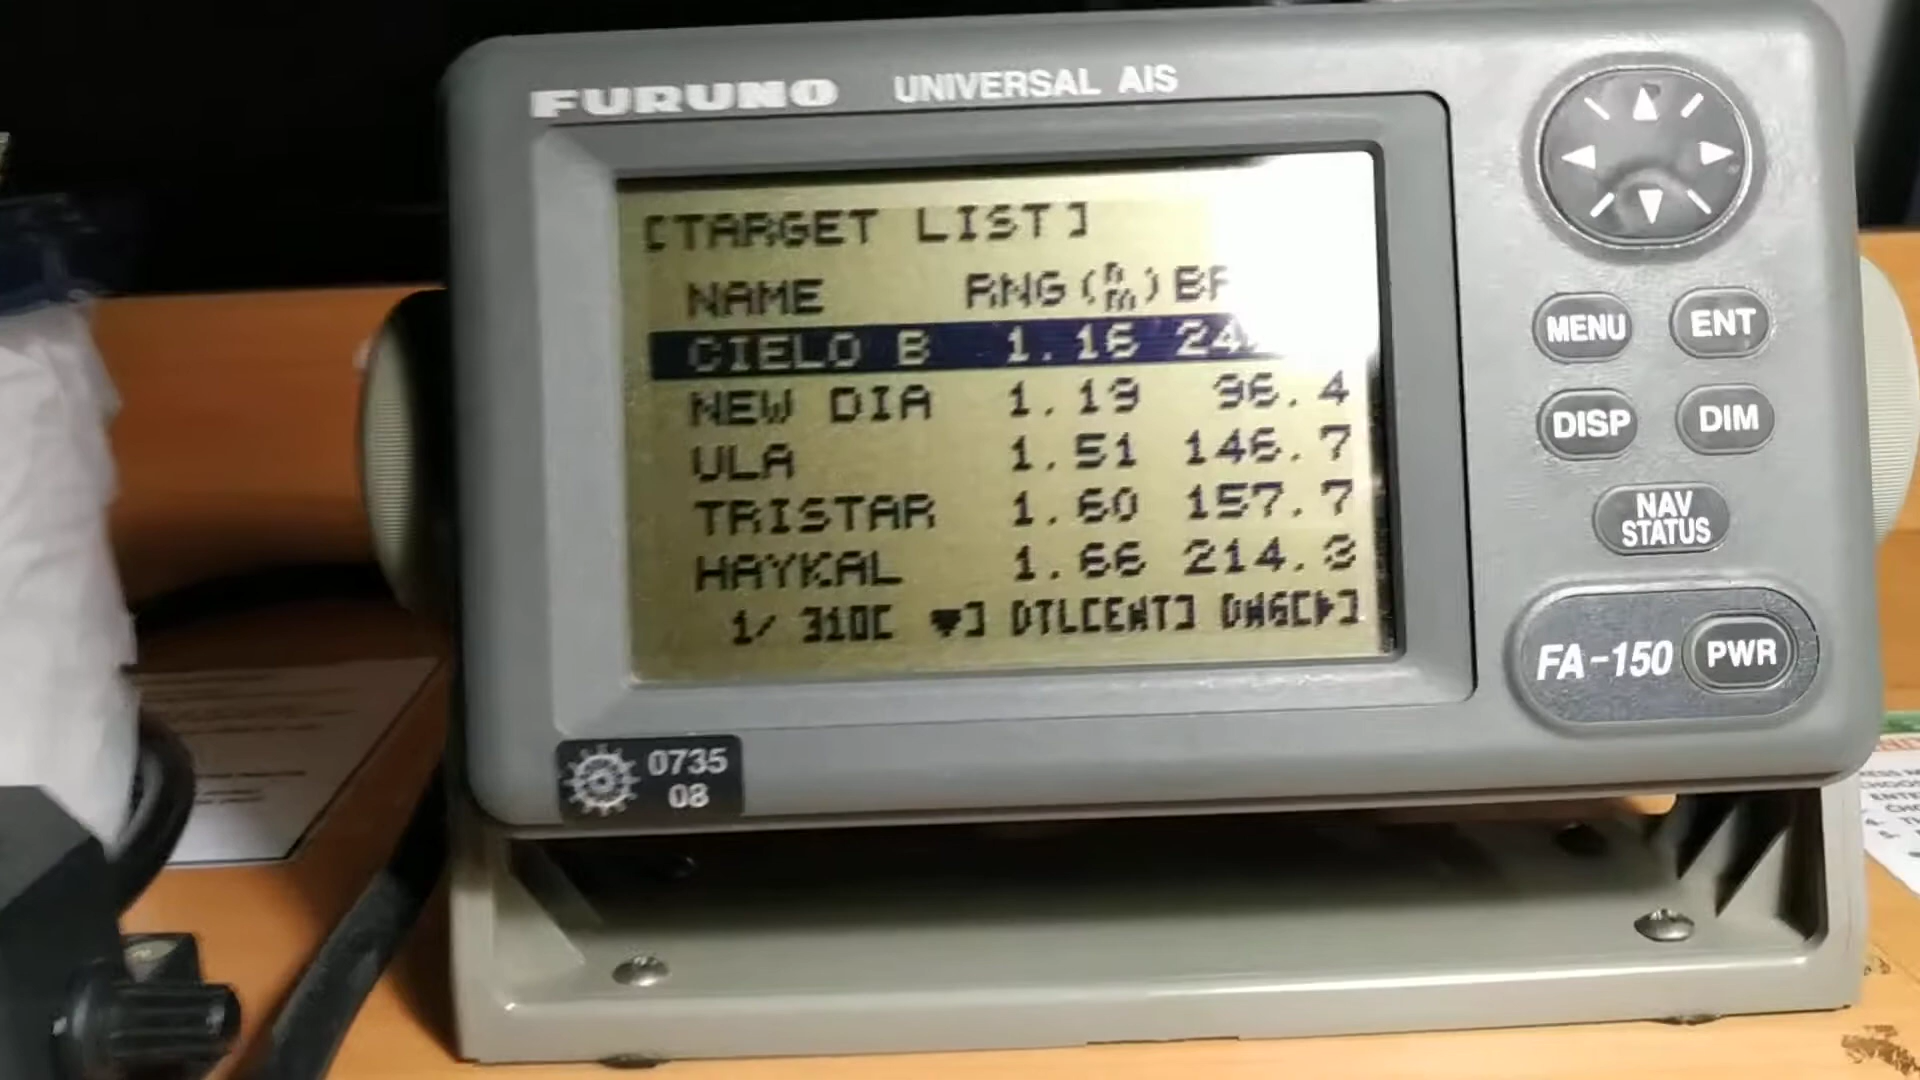 FURUNO UNIVERSAL AIS
[TARGET LIST]
NAME RNG(nm)
CIELO B 1.16
NEW DIA 1.19 96.4
ULA 1.51 146.7
TRISTAR 1.60 157.7
HAYKAL 1.66 214.3
1/ 310[ ▼] DTL[ENT] DNG[▶]
MENU ENT
DISP DIM
NAV
STATUS
FA-150 PWR
0735
08